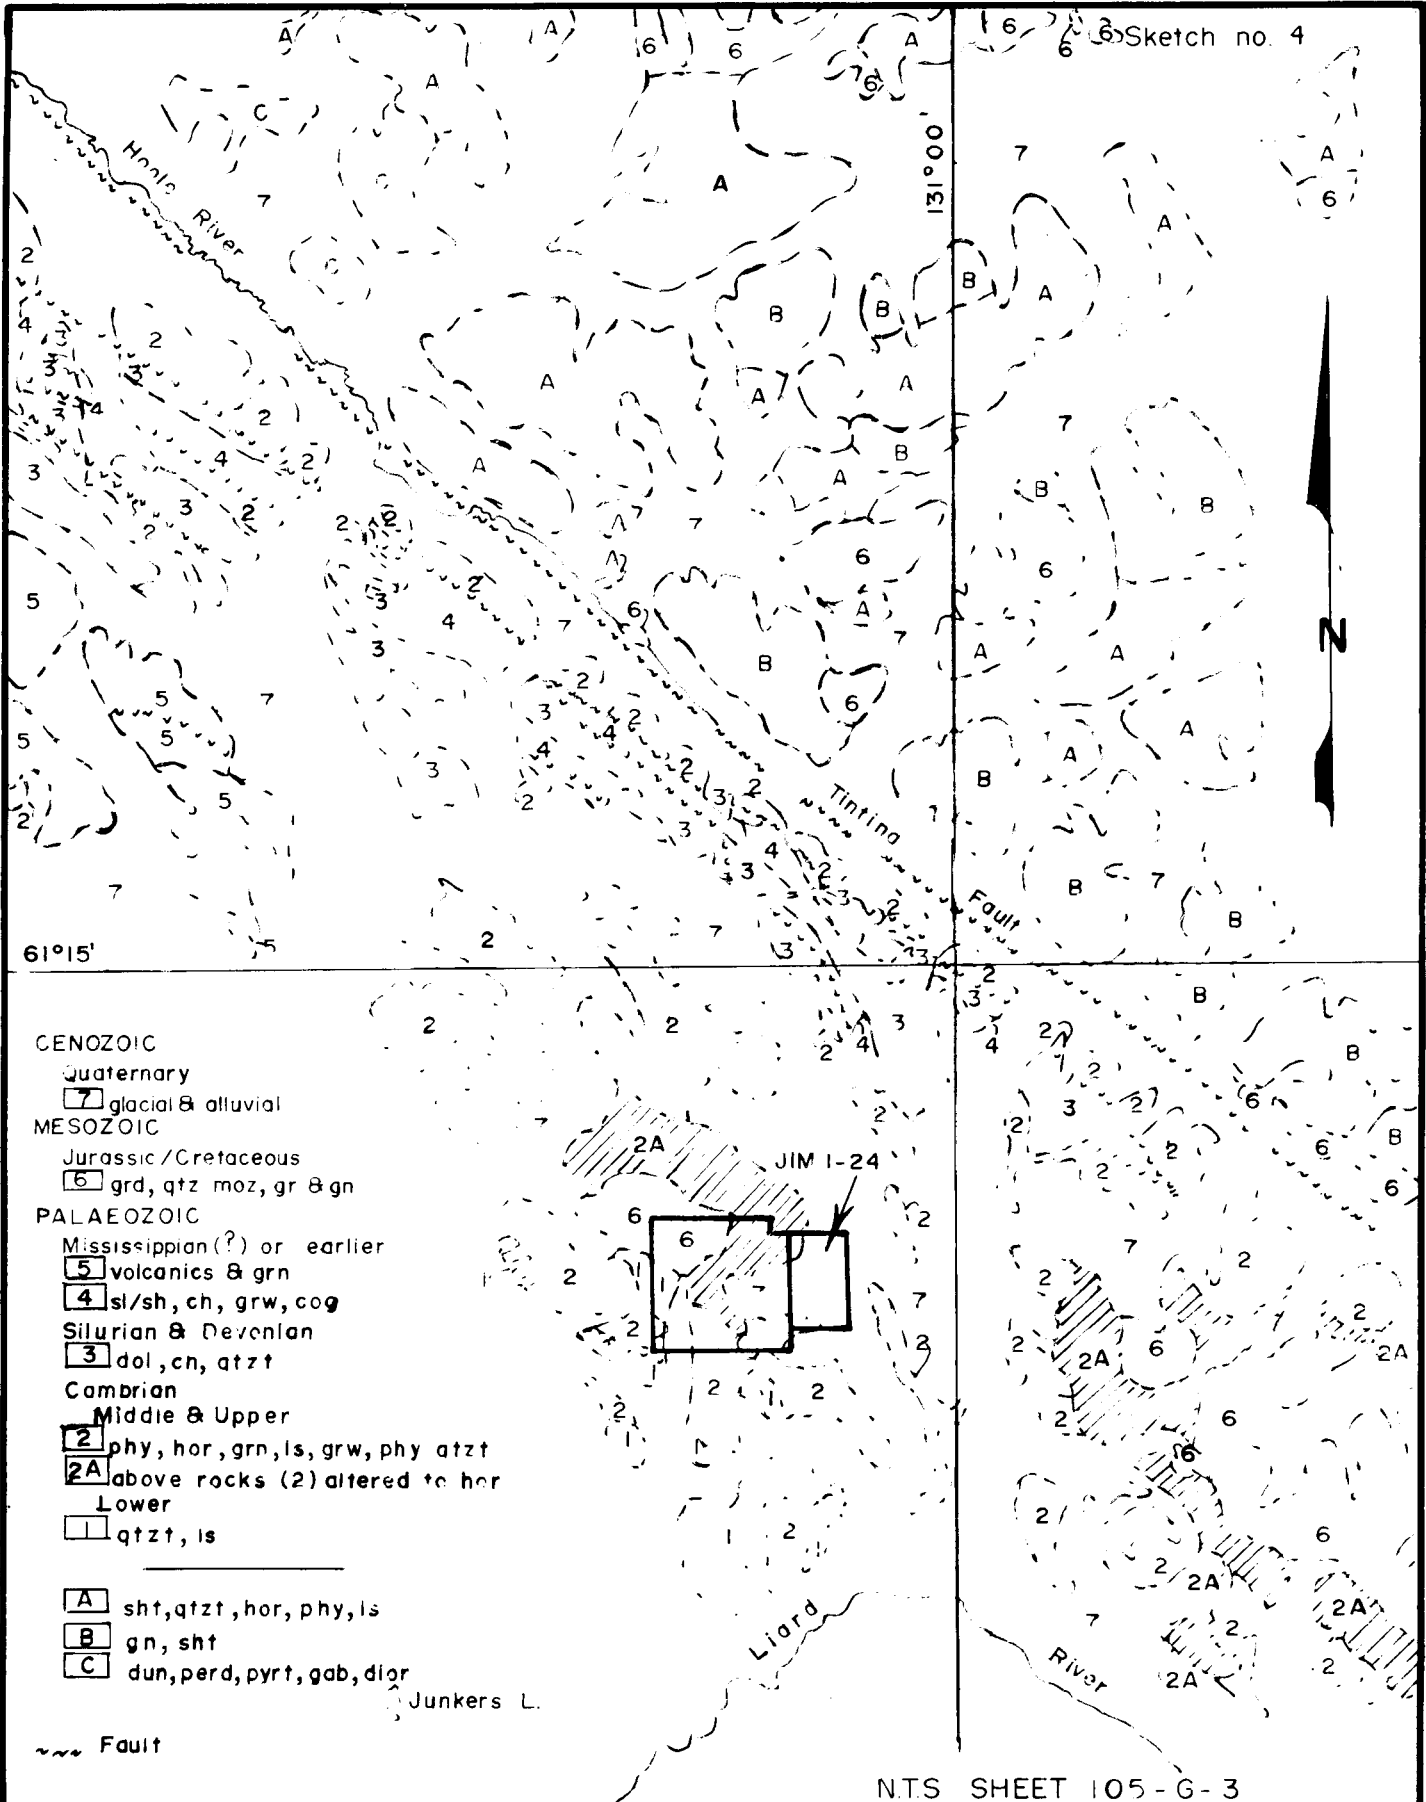 Sketch no. 4
131°00'
Hoole River
Tintina Fault
N
61°15'
JIM 1-24
CENOZOIC
Quaternary
7 glacial & alluvial
MESOZOIC
Jurassic/Cretaceous
6 grd, qtz moz, gr & gn
PALAEOZOIC
Mississippian(?) or earlier
5 volcanics & grn
4 sl/sh, ch, grw, cog
Silurian & Devonian
3 dol, ch, qtzt
Cambrian
Middle & Upper
2 phy, hor, grn, ls, grw, phy qtzt
2A above rocks (2) altered to hor
Lower
1 qtzt, ls
A sht, qtzt, hor, phy, ls
B gn, sht
C dun, perd, pyrt, gab, dior
Junkers L.
~~~ Fault
Liard River
N.T.S SHEET 105-G-3